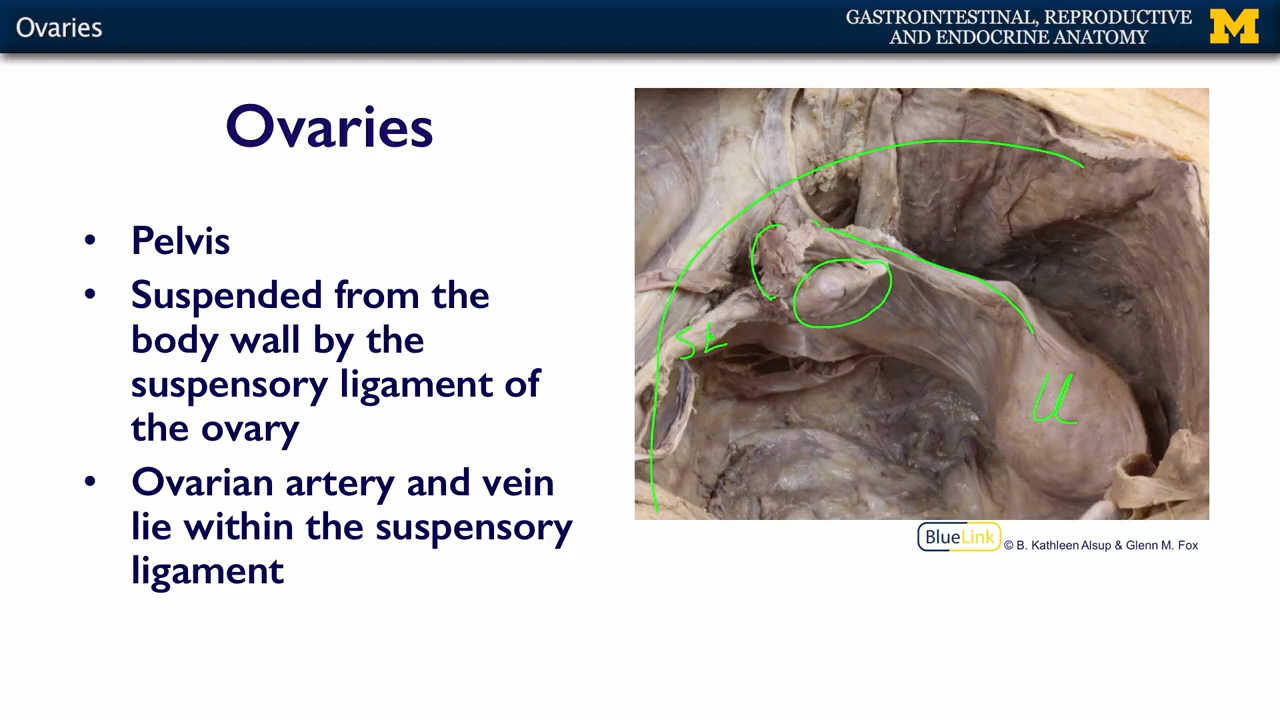 Ovaries
GASTROINTESTINAL, REPRODUCTIVE
AND ENDOCRINE ANATOMY
M
Ovaries
• Pelvis
• Suspended from the
body wall by the
suspensory ligament of
the ovary
• Ovarian artery and vein
lie within the suspensory
ligament
SL
U
BlueLink © B. Kathleen Alsup & Glenn M. Fox